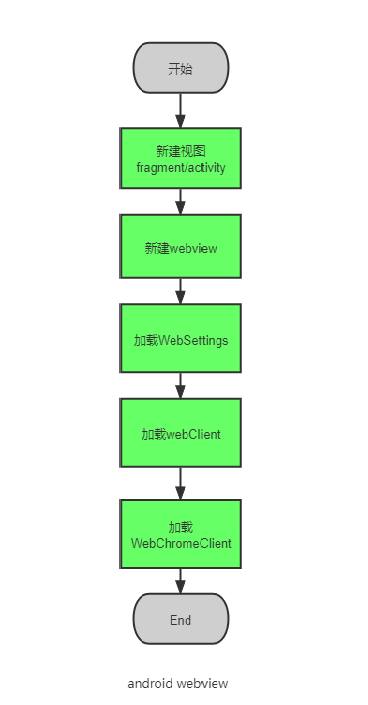 开始
新建视图
fragment/activity
新建webview
加载WebSettings
加载webClient
加载
WebChromeClient
End
android webview